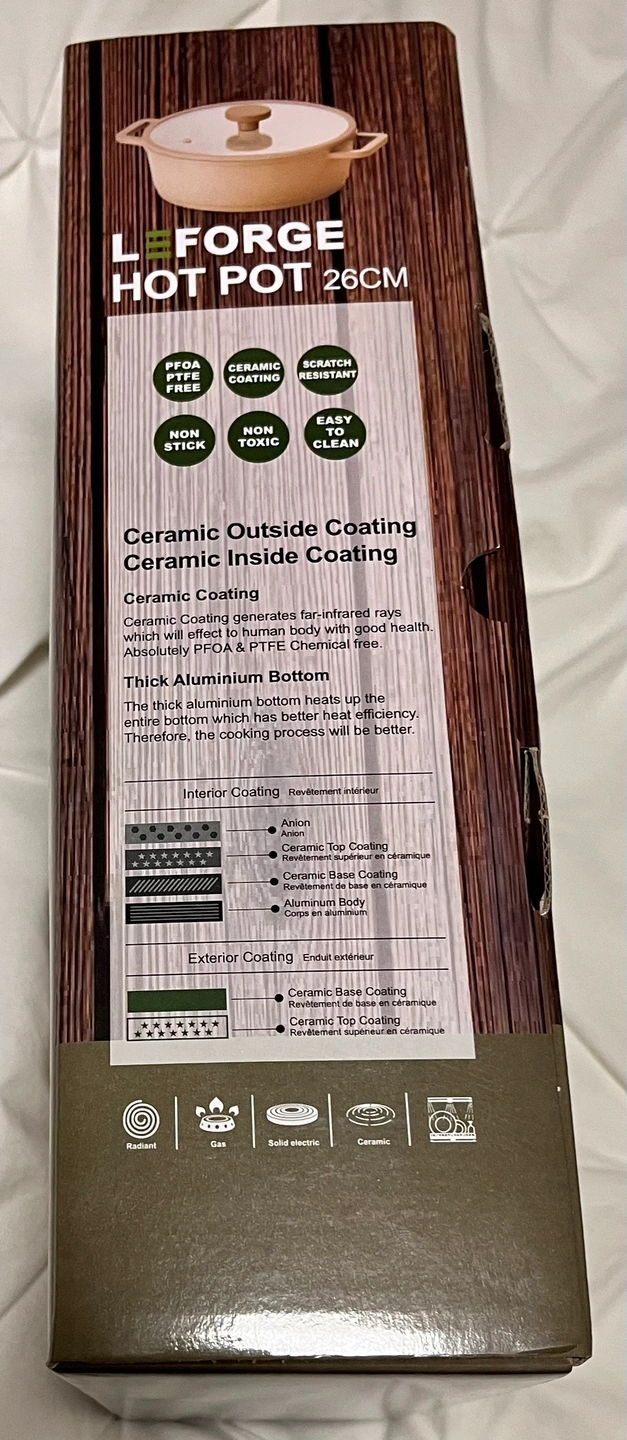 LEFORGE
HOT POT 26CM
PFOA
PTFE
FREE
CERAMIC
COATING
SCRATCH
RESISTANT
NON
STICK
NON
TOXIC
EASY
TO
CLEAN
Ceramic Outside Coating
Ceramic Inside Coating
Ceramic Coating
Ceramic Coating generates far-infrared rays
which will effect to human body with good health.
Absolutely PFOA & PTFE Chemical free.
Thick Aluminium Bottom
The thick aluminium bottom heats up the
entire bottom which has better heat efficiency.
Therefore, the cooking process will be better.
Interior Coating Revêtement intérieur
Anion
Anion
Ceramic Top Coating
Revêtement supérieur en céramique
Ceramic Base Coating
Revêtement de base en céramique
Aluminum Body
Corps en aluminium
Exterior Coating Enduit extérieur
Ceramic Base Coating
Revêtement de base en céramique
Ceramic Top Coating
Revêtement supérieur en céramique
Radiant
Gas
Solid electric
Ceramic